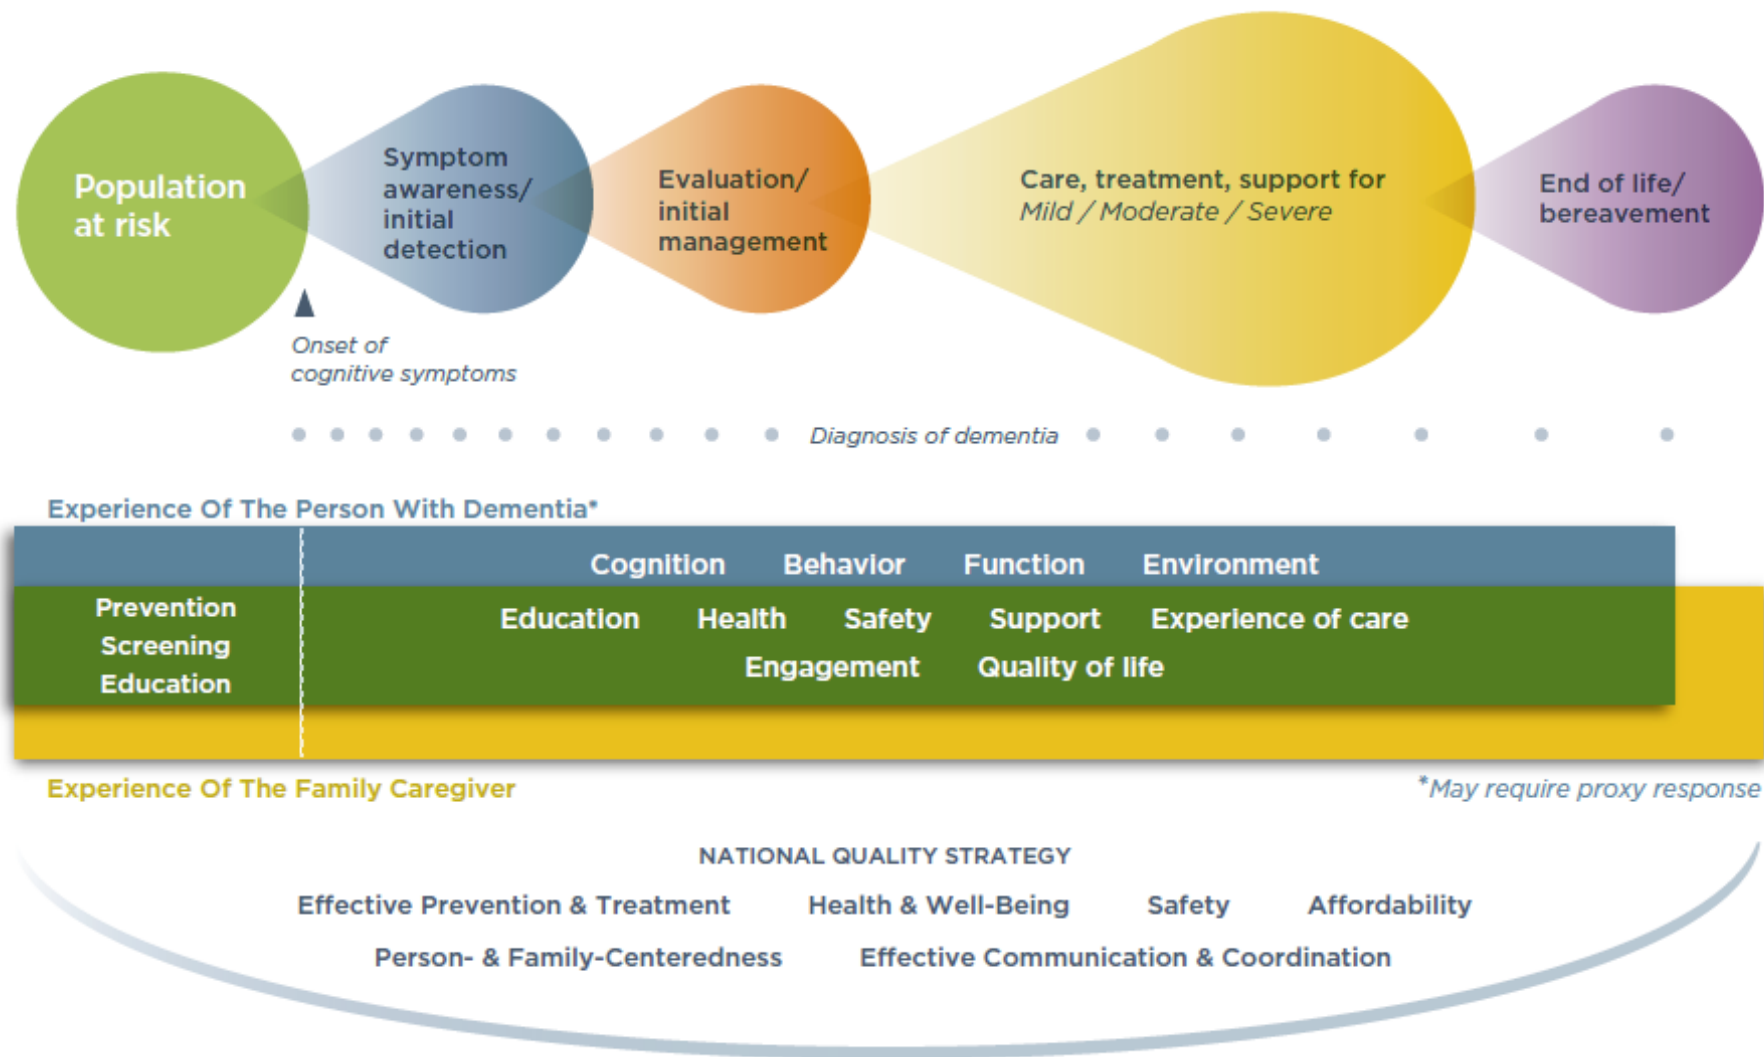 Population
at risk
Symptom
awareness/
initial
detection
Evaluation/
initial
management
Care, treatment, support for
Mild / Moderate / Severe
End of life/
bereavement
Onset of
cognitive symptoms
Diagnosis of dementia
Experience Of The Person With Dementia*
Cognition Behavior Function Environment
Prevention
Screening
Education
Education Health Safety Support Experience of care
Engagement Quality of life
Experience Of The Family Caregiver
*May require proxy response
NATIONAL QUALITY STRATEGY
Effective Prevention & Treatment Health & Well-Being Safety Affordability
Person- & Family-Centeredness Effective Communication & Coordination